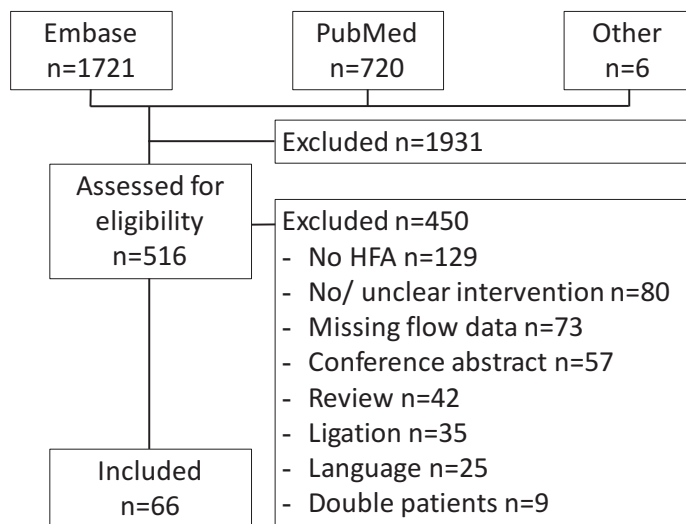 Embase
n=1721
PubMed
n=720
Other
n=6
Excluded n=1931
Assessed for
eligibility
n=516
Excluded n=450
- No HFA n=129
- No/ unclear intervention n=80
- Missing flow data n=73
- Conference abstract n=57
- Review n=42
- Ligation n=35
- Language n=25
- Double patients n=9
Included
n=66